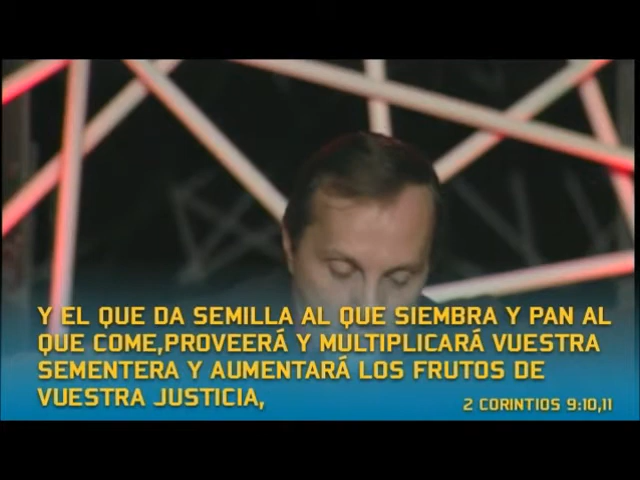 Y EL QUE DA SEMILLA AL QUE SIEMBRA Y PAN AL
QUE COME,PROVEERÁ Y MULTIPLICARÁ VUESTRA
SEMENTERA Y AUMENTARÁ LOS FRUTOS DE
VUESTRA JUSTICIA,
2 CORINTIOS 9:10,11